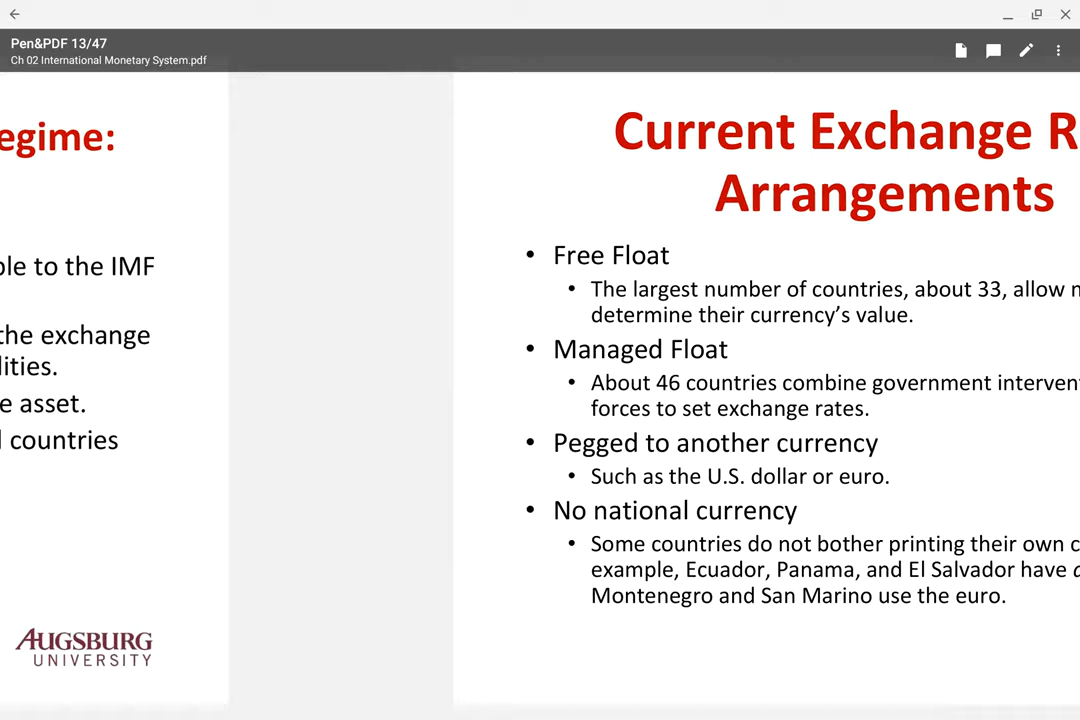 Pen&PDF 13/47
Ch 02 International Monetary System.pdf
egime:
ble to the IMF
the exchange
lities.
e asset.
countries
AUGSBURG
UNIVERSITY
Current Exchange R
Arrangements
• Free Float
• The largest number of countries, about 33, allow
determine their currency’s value.
• Managed Float
• About 46 countries combine government interven
forces to set exchange rates.
• Pegged to another currency
• Such as the U.S. dollar or euro.
• No national currency
• Some countries do not bother printing their own c
example, Ecuador, Panama, and El Salvador have
Montenegro and San Marino use the euro.